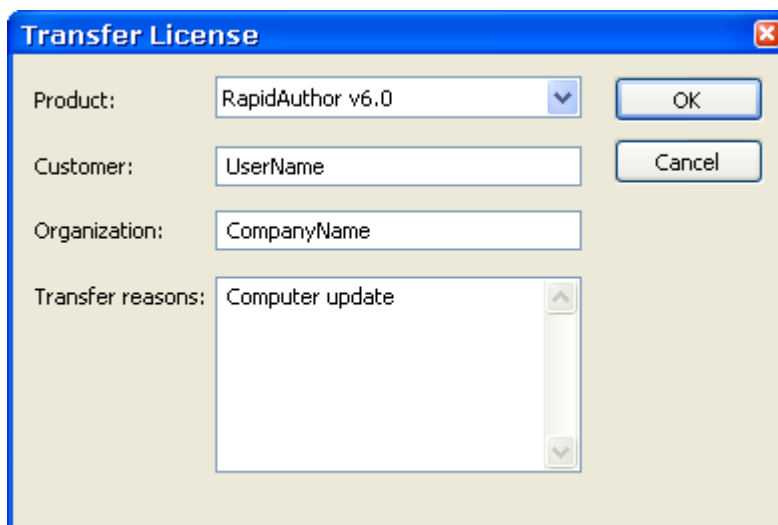 Transfer License
Product: RapidAuthor v6.0 OK
Customer: UserName Cancel
Organization: CompanyName
Transfer reasons: Computer update